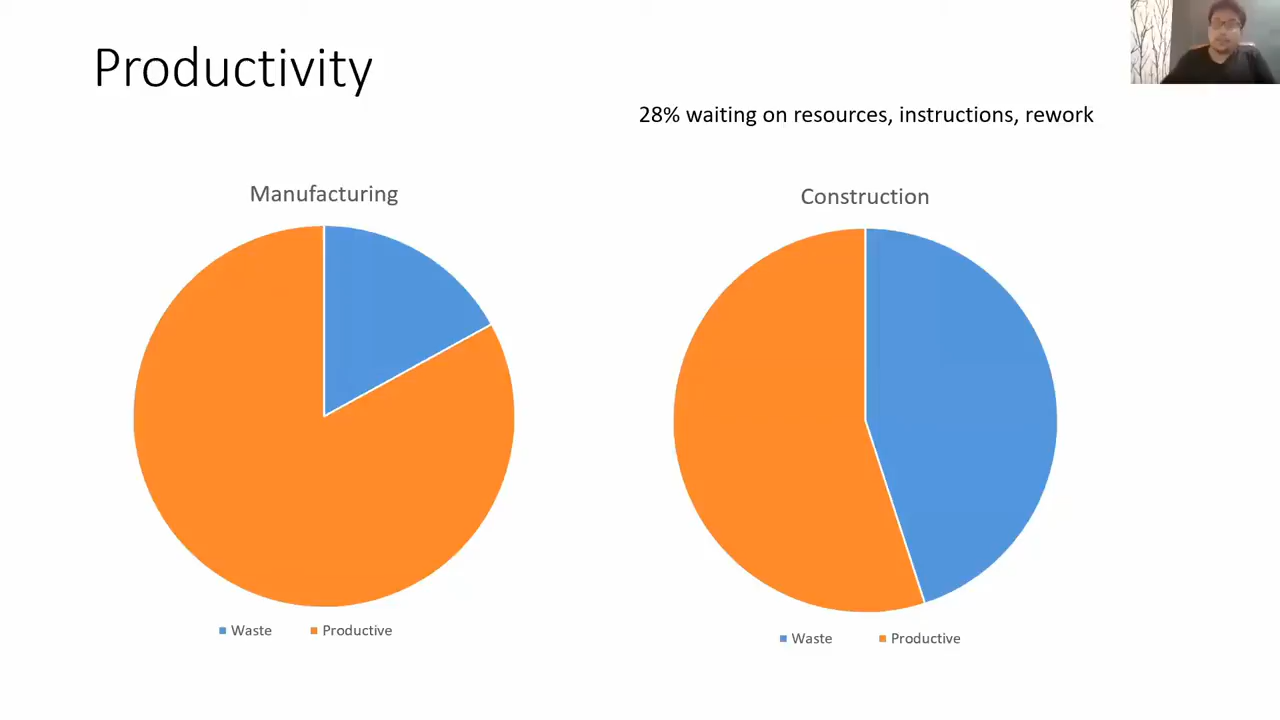 Productivity
28% waiting on resources, instructions, rework
Manufacturing
Construction
Waste Productive
Waste Productive